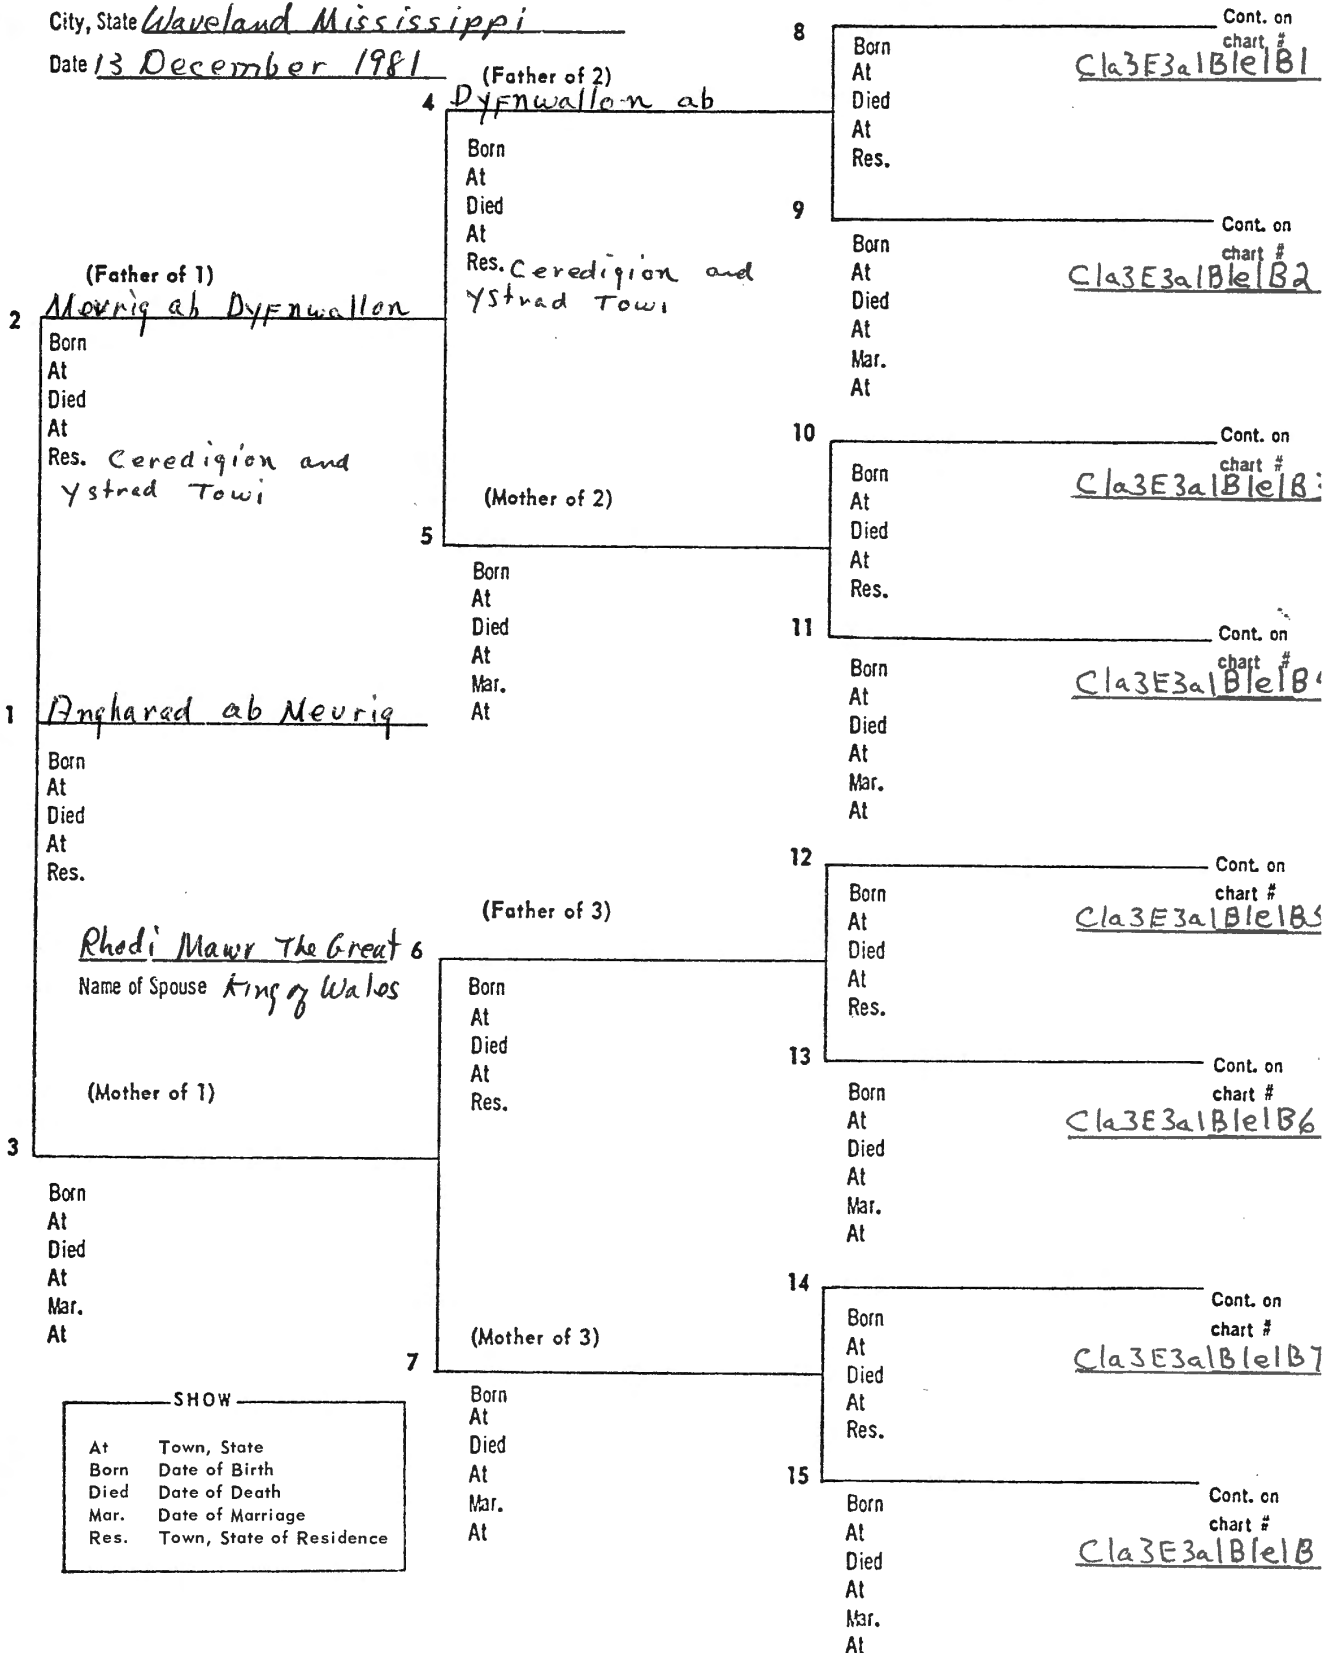 City, State Waveland Mississippi
Date 13 December 1981
(Father of 2)
4 Dyfnwallon ab
Born
At
Died
At
Res. Ceredigion and
Ystrad Towi
(Father of 1)
2 Mevrig ab Dyfnwallon
Born
At
Died
At
Res. Ceredigion and
Ystrad Towi
(Mother of 2)
5
Born
At
Died
At
Mar.
At
1 Angharad ab Mevrig
Born
At
Died
At
Res.
Rhodi Mawr The Great
Name of Spouse King of Wales
(Mother of 1)
3
Born
At
Died
At
Mar.
At
(Father of 3)
6
Born
At
Died
At
Res.
(Mother of 3)
7
Born
At
Died
At
Mar.
At
8
Cont. on
chart #
C1a3E3a1B1e1B1
Born
At
Died
At
Res.
9
Cont. on
chart #
C1a3E3a1B1e1B2
Born
At
Died
At
Mar.
At
10
Cont. on
chart #
C1a3E3a1B1e1B3
Born
At
Died
At
Res.
11
Cont. on
chart #
C1a3E3a1B1e1B4
Born
At
Died
At
Mar.
At
12
Cont. on
chart #
C1a3E3a1B1e1B5
Born
At
Died
At
Res.
13
Cont. on
chart #
C1a3E3a1B1e1B6
Born
At
Died
At
Mar.
At
14
Cont. on
chart #
C1a3E3a1B1e1B7
Born
At
Died
At
Res.
15
Cont. on
chart #
C1a3E3a1B1e1B
Born
At
Died
At
Mar.
At
SHOW
At Town, State
Born Date of Birth
Died Date of Death
Mar. Date of Marriage
Res. Town, State of Residence